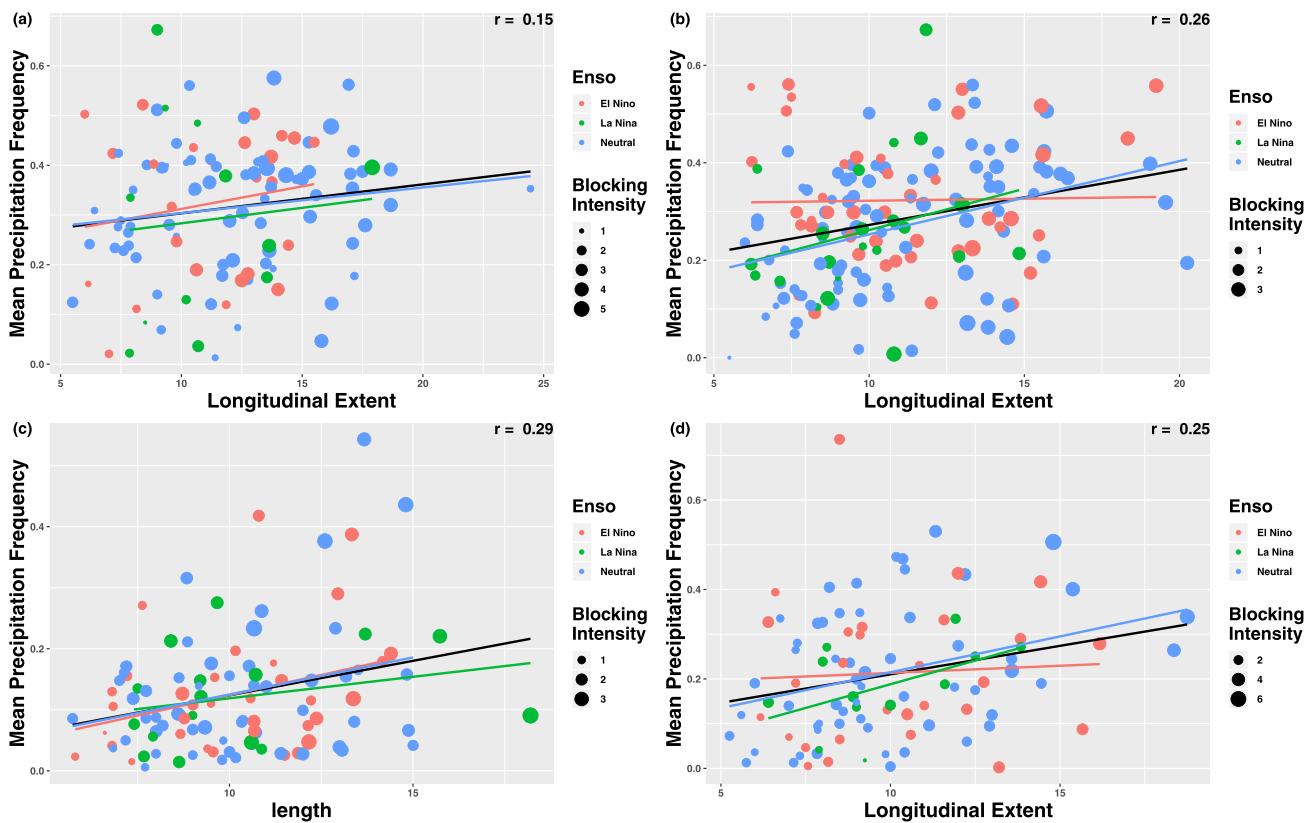 (a)
r = 0.15
Mean Precipitation Frequency
0.6
0.4
0.2
0.0
5
10
15
20
25
Longitudinal Extent
Enso
El Nino
La Nina
Neutral
Blocking
Intensity
1
2
3
4
5
(b)
r = 0.26
Mean Precipitation Frequency
0.6
0.4
0.2
0.0
5
10
15
20
Longitudinal Extent
Enso
El Nino
La Nina
Neutral
Blocking
Intensity
1
2
3
(c)
r = 0.29
Mean Precipitation Frequency
0.4
0.2
0.0
10
15
length
Enso
El Nino
La Nina
Neutral
Blocking
Intensity
1
2
3
(d)
r = 0.25
Mean Precipitation Frequency
0.6
0.4
0.2
0.0
5
10
15
Longitudinal Extent
Enso
El Nino
La Nina
Neutral
Blocking
Intensity
2
4
6